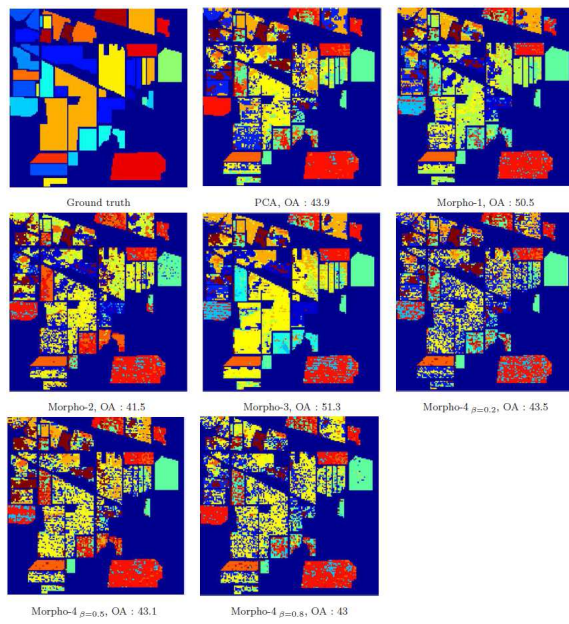 Ground truth
PCA, OA : 43.9
Morpho-1, OA : 50.5
Morpho-2, OA : 41.5
Morpho-3, OA : 51.3
Morpho-4 β=0.2, OA : 43.5
Morpho-4 β=0.5, OA : 43.1
Morpho-4 β=0.8, OA : 43